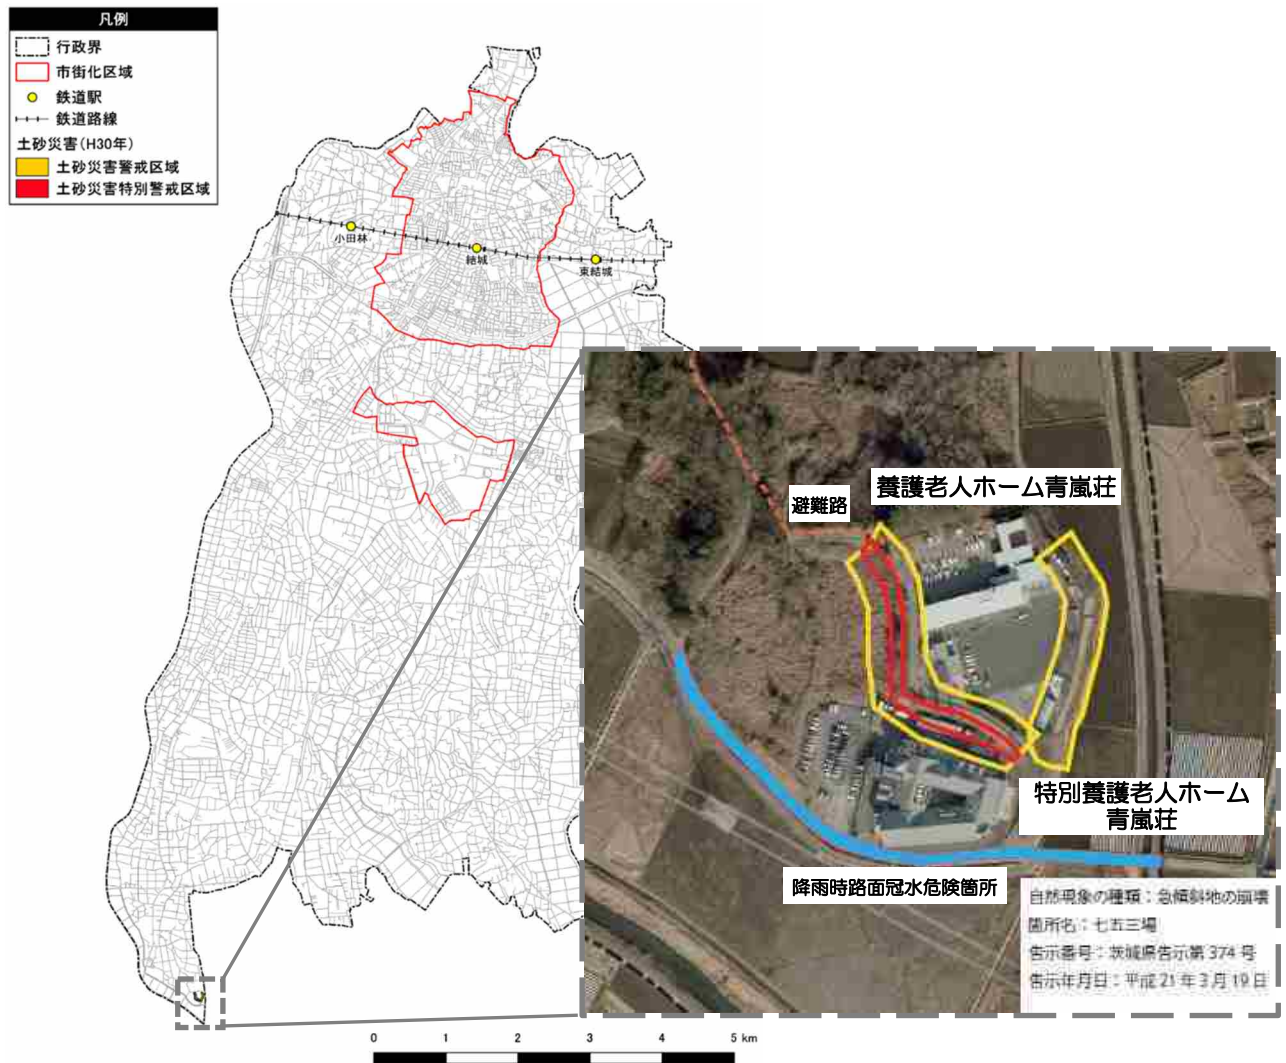 凡例
行政界
市街化区域
鉄道駅
鉄道路線
土砂災害(H30年)
土砂災害警戒区域
土砂災害特別警戒区域
小田林
結城
東結城
避難路
養護老人ホーム青嵐荘
特別養護老人ホーム
青嵐荘
降雨時路面冠水危険箇所
自然現象の種類：急傾斜地の崩壊
箇所名：七五三場
告示番号：茨城県告示第374号
告示年月日：平成21年3月19日
0 1 2 3 4 5 km